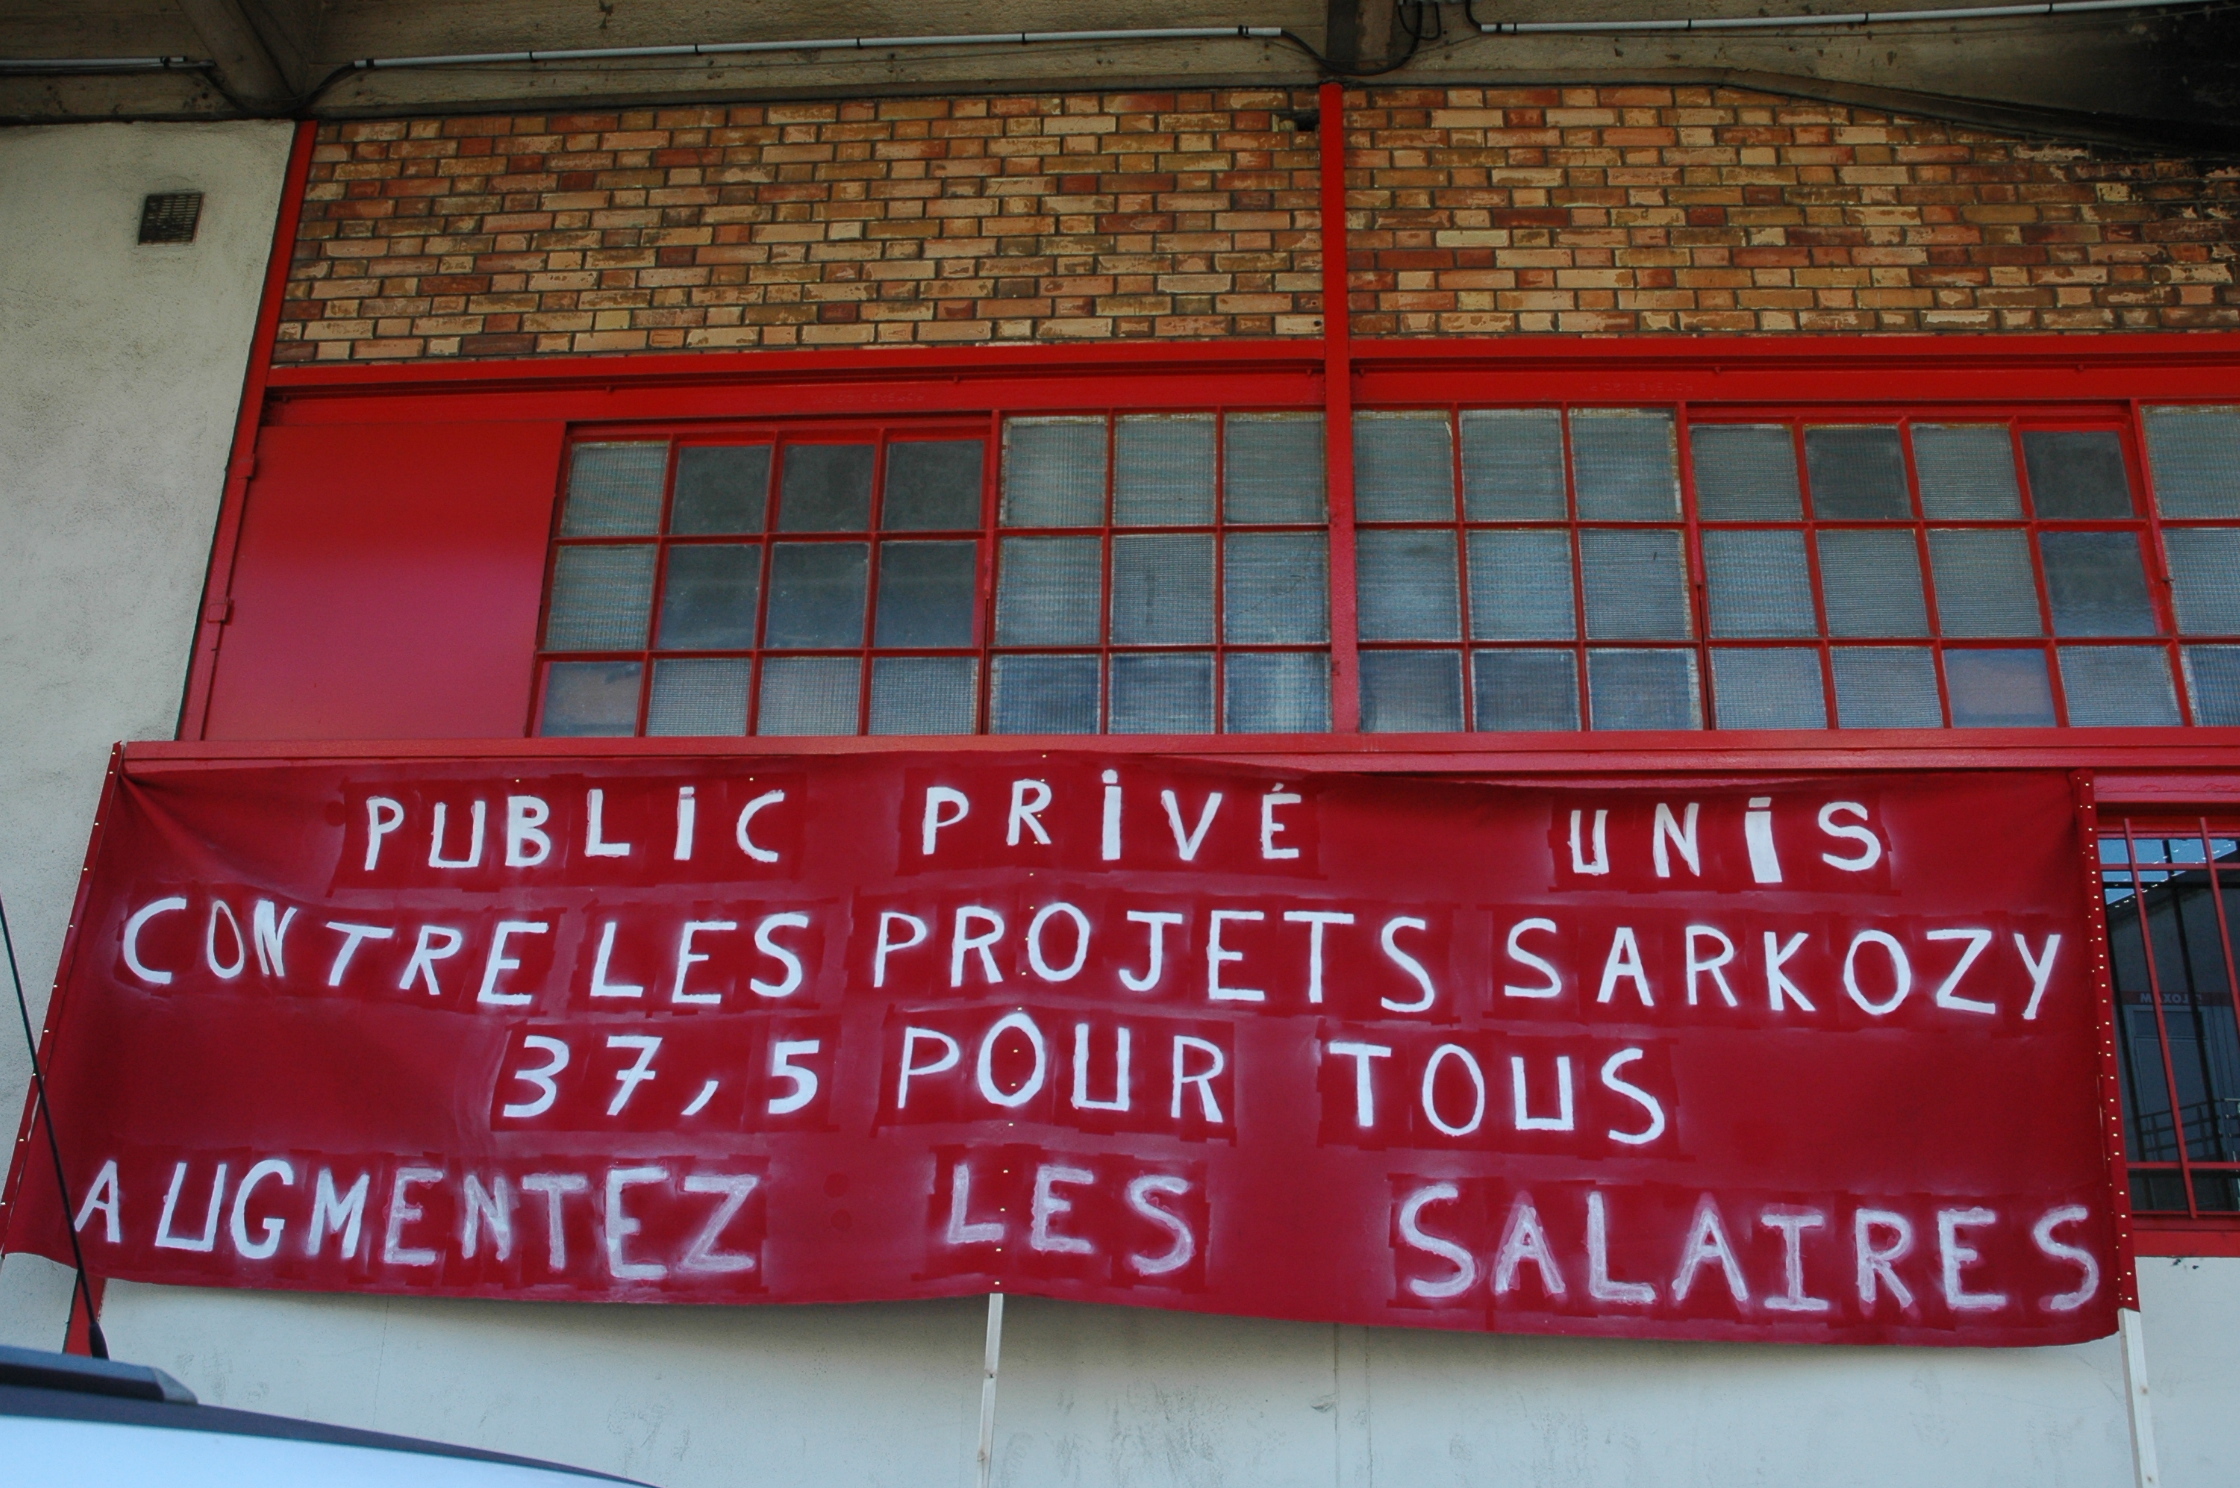 PUBLIC PRIVÉ UNIS
CONTRE LES PROJETS SARKOZY
37,5 POUR TOUS
AUGMENTEZ LES SALAIRES